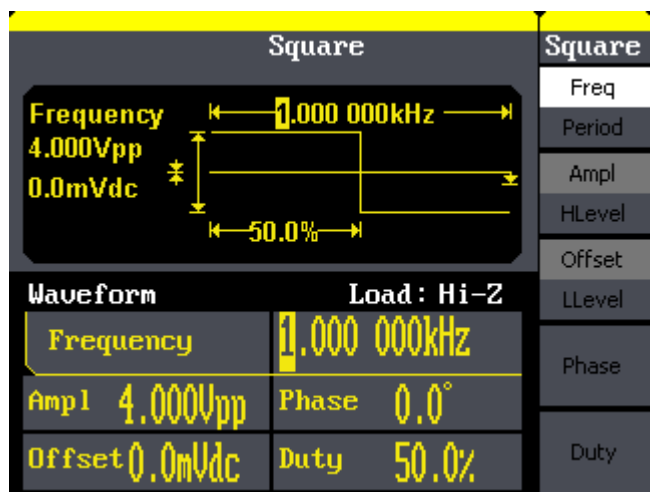 Square
Square
Frequency
1.000 000kHz
4.000Vpp
0.0mVdc
50.0%
Waveform
Load: Hi-Z
Frequency
1.000 000kHz
Ampl 4.000Vpp
Phase 0.0°
Offset 0.0mVdc
Duty 50.0%
Freq
Period
Ampl
HLevel
Offset
LLevel
Phase
Duty